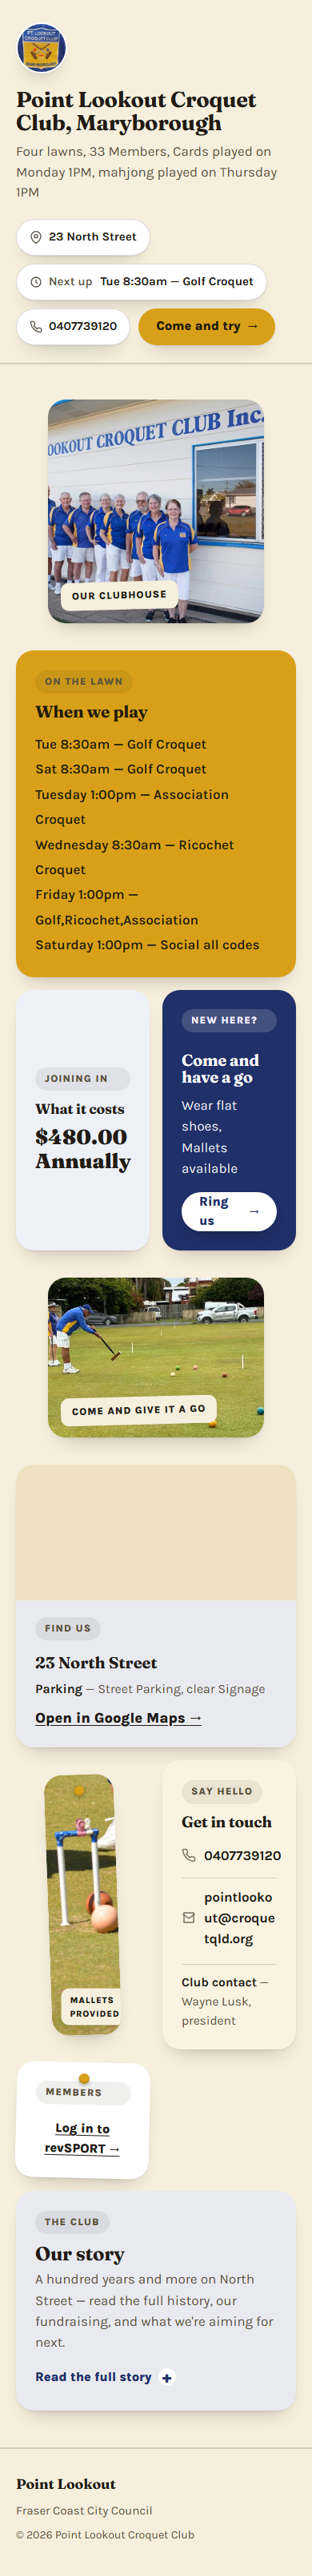 PT. LOOKOUT
CROQUET CLUB
MARYBOROUGH
Point Lookout Croquet
Club, Maryborough
Four lawns, 33 Members, Cards played on
Monday 1PM, mahjong played on Thursday
1PM
23 North Street
Next up Tue 8:30am — Golf Croquet
0407739120
Come and try →
OOKOUT CROQUET CLUB Inc.
OUR CLUBHOUSE
ON THE LAWN
When we play
Tue 8:30am — Golf Croquet
Sat 8:30am — Golf Croquet
Tuesday 1:00pm — Association
Croquet
Wednesday 8:30am — Ricochet
Croquet
Friday 1:00pm —
Golf,Ricochet,Association
Saturday 1:00pm — Social all codes
JOINING IN
What it costs
$480.00
Annually
NEW HERE?
Come and
have a go
Wear flat
shoes,
Mallets
available
Ring
us →
COME AND GIVE IT A GO
FIND US
23 North Street
Parking — Street Parking, clear Signage
Open in Google Maps →
MALLETS
PROVIDED
SAY HELLO
Get in touch
0407739120
pointlooko
ut@croque
tqld.org
Club contact —
Wayne Lusk,
president
MEMBERS
Log in to
revSPORT →
THE CLUB
Our story
A hundred years and more on North
Street — read the full history, our
fundraising, and what we're aiming for
next.
Read the full story +
Point Lookout
Fraser Coast City Council
© 2026 Point Lookout Croquet Club